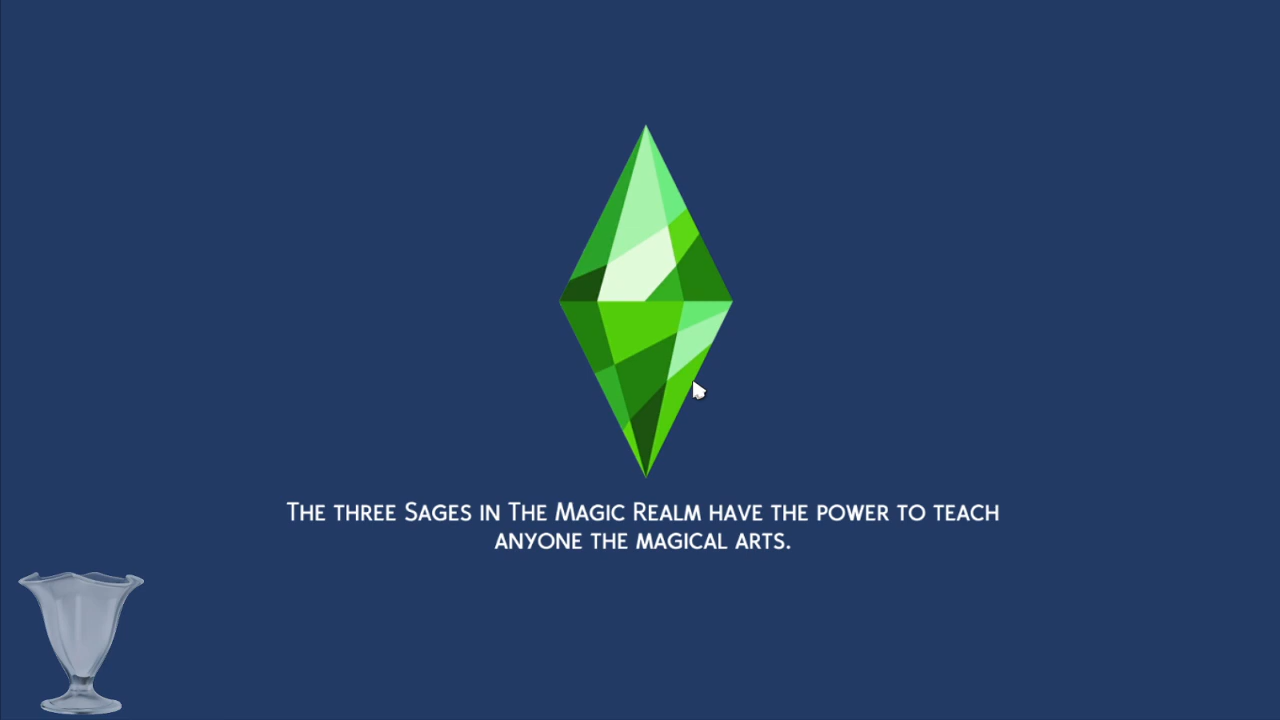 The three Sages in The Magic Realm have the power to teach
anyone the magical arts.